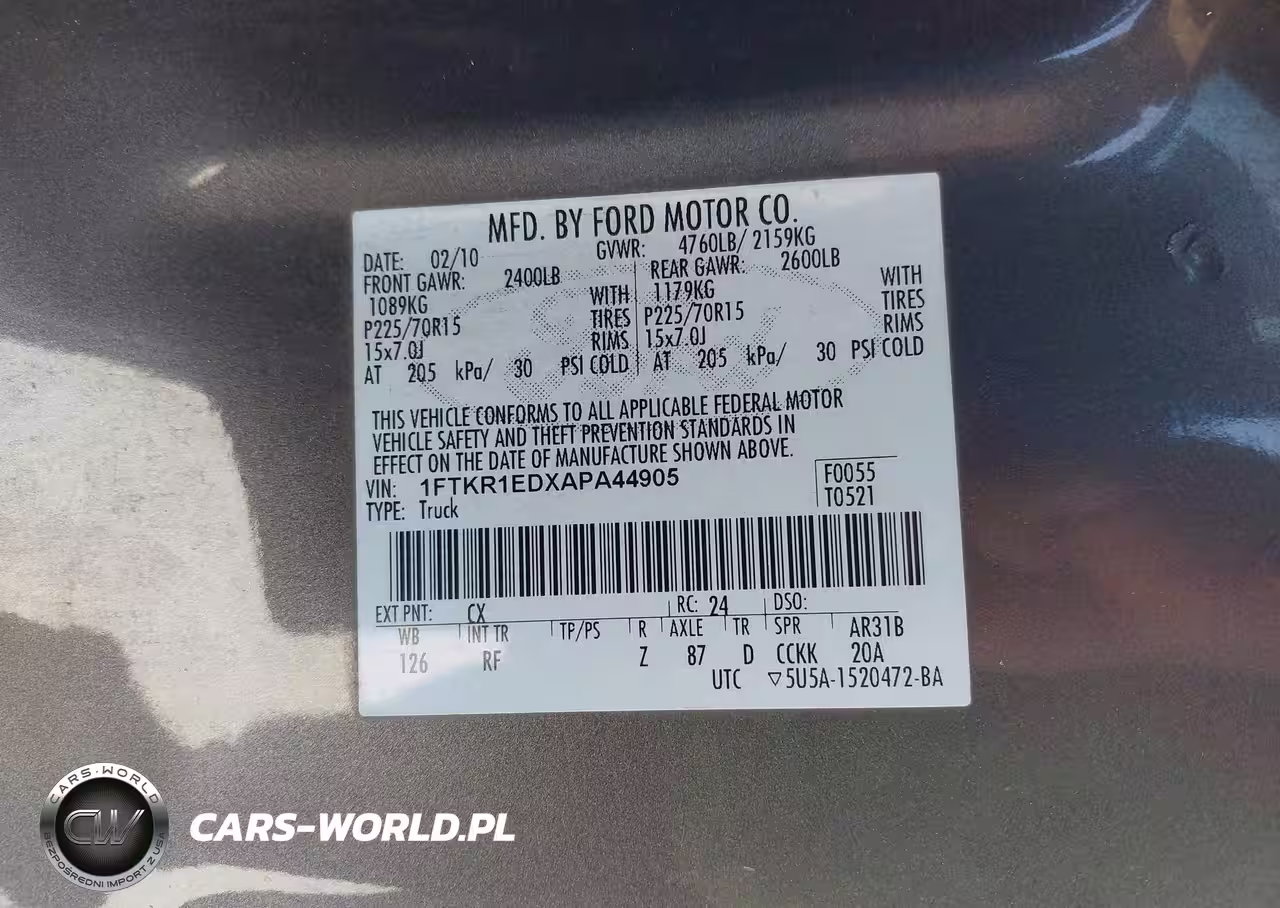 MFD. BY FORD MOTOR CO.
DATE: 02/10 GVWR: 4760LB/ 2159KG
FRONT GAWR: 2400LB REAR GAWR: 2600LB
1089KG WITH 1179KG WITH
P225/70R15 TIRES P225/70R15 TIRES
15x7.0J RIMS 15x7.0J RIMS
AT 205 kPa/ 30 PSI COLD AT 205 kPa/ 30 PSI COLD
THIS VEHICLE CONFORMS TO ALL APPLICABLE FEDERAL MOTOR
VEHICLE SAFETY AND THEFT PREVENTION STANDARDS IN
EFFECT ON THE DATE OF MANUFACTURE SHOWN ABOVE.
VIN: 1FTKR1EDXAPA44905 F0055
TYPE: Truck T0521
EXT PNT: CX RC: 24 DSO:
WB INT TR TP/PS R AXLE TR SPR AR31B
126 RF Z 87 D CCKK 20A
UTC ▽5U5A-1520472-BA
CARS-WORLD
CW
BEZPOŚREDNI IMPORT Z USA
CARS-WORLD.PL